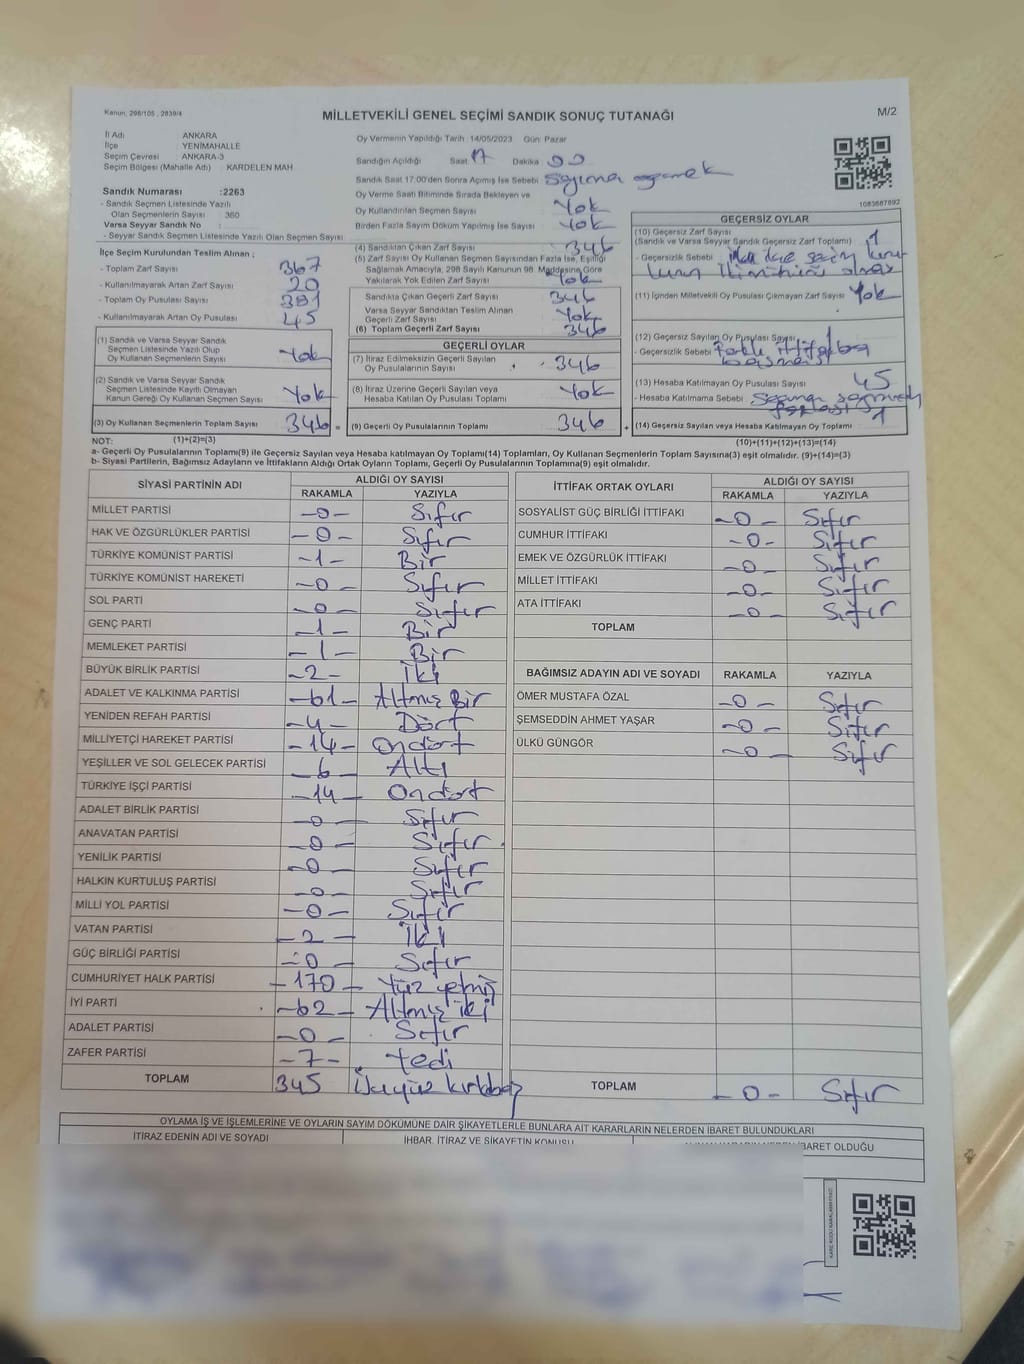 Kanun, 298/105 , 2839/4
MİLLETVEKİLİ GENEL SEÇİMİ SANDIK SONUÇ TUTANAĞI
M/2
İl Adı : ANKARA
İlçe : YENİMAHALLE
Seçim Çevresi : ANKARA-3
Seçim Bölgesi (Mahalle Adı) : KARDELEN MAH
Sandık Numarası :2263
- Sandık Seçmen Listesinde Yazılı
Olan Seçmenlerin Sayısı : 360
Varsa Seyyar Sandık No :
- Seyyar Sandık Seçmen Listesinde Yazılı Olan Seçmen Sayısı
Oy Vermenin Yapıldığı Tarih 14/05/2023 Gün: Pazar
Sandığın Açıldığı Saat 17 Dakika 00
Sandık Saat 17:00'den Sonra Açımış İse Sebebi
Oy Verme Saati Bitiminde Sırada Bekleyen ve
Oy Kullandırılan Seçmen Sayısı Yok
Birden Fazla Sayım Dökümü Yapılmış İse Sayısı Yok
1083687892
İlçe Seçim Kurulundan Teslim Alınan ;
- Toplam Zarf Sayısı 367
- Kullanılmayarak Artan Zarf Sayısı 20
- Toplam Oy Pusulası Sayısı 391
- Kullanılmayarak Artan Oy Pusulası 45
(1) Sandık ve Varsa Seyyar Sandık
Seçmen Listesinde Yazılı Olup
Oy Kullanan Seçmenlerin Sayısı Yok
(2) Sandık ve Varsa Seyyar Sandık
Seçmen Listesinde Kayıtlı Olmayan
Kanun Gereği Oy Kullanan Seçmen Sayısı Yok
(3) Oy Kullanan Seçmenlerin Toplam Sayısı 346 =
(4) Sandıktan Çıkan Zarf Sayısı : 346
(5) Zarf Sayısı Oy Kullanan Seçmen Sayısından Fazla İse, Eşitliği
Sağlamak Amacıyla, 298 Sayılı Kanunun 98. Maddesine Göre
Yakılarak Yok Edilen Zarf Sayısı Yok
Sandıkta Çıkan Geçerli Zarf Sayısı 346
Varsa Seyyar Sandıktan Teslim Alınan
Geçerli Zarf Sayısı Yok
(6) Toplam Geçerli Zarf Sayısı 346
GEÇERLİ OYLAR
(7) İtiraz Edilmeksizin Geçerli Sayılan
Oy Pusulalarının Sayısı 346
(8) İtiraz Üzerine Geçerli Sayılan veya
Hesaba Katılan Oy Pusulası Toplamı Yok
(9) Geçerli Oy Pusulalarının Toplamı 346 +
GEÇERSİZ OYLAR
(10) Geçersiz Zarf Sayısı
(Sandık ve Varsa Seyyar Sandık Geçersiz Zarf Toplamı) 1
- Geçersizlik Sebebi
(11) İçinden Milletvekili Oy Pusulası Çıkmayan Zarf Sayısı Yok
(12) Geçersiz Sayılan Oy Pusulası Sayısı 1
- Geçersizlik Sebebi
(13) Hesaba Katılmayan Oy Pusulası Sayısı 45
- Hesaba Katılmama Sebebi
(14) Geçersiz Sayılan veya Hesaba Katılmayan Oy Toplamı 1
NOT: (1)+(2)=(3)
(10)+(11)+(12)+(13)=(14)
a- Geçerli Oy Pusulalarının Toplamı(9) ile Geçersiz Sayılan veya Hesaba katılmayan Oy Toplamı(14) Toplamları, Oy Kullanan Seçmenlerin Toplam Sayısına(3) eşit olmalıdır. (9)+(14)=(3)
b- Siyasi Partilerin, Bağımsız Adayların ve İttifakların Aldığı Ortak Oyların Toplamı, Geçerli Oy Pusulalarının Toplamına(9) eşit olmalıdır.
SİYASİ PARTİNİN ADI ALDIĞI OY SAYISI
RAKAMLA YAZIYLA
MİLLET PARTİSİ -0- Sıfır
HAK VE ÖZGÜRLÜKLER PARTİSİ -0- Sıfır
TÜRKİYE KOMÜNİST PARTİSİ -1- Bir
TÜRKİYE KOMÜNİST HAREKETİ -0- Sıfır
SOL PARTİ -0- Sıfır
GENÇ PARTİ -1- Bir
MEMLEKET PARTİSİ -1- Bir
BÜYÜK BİRLİK PARTİSİ -2- İki
ADALET VE KALKINMA PARTİSİ -61- Altmış Bir
YENİDEN REFAH PARTİSİ -4- Dört
MİLLİYETÇİ HAREKET PARTİSİ -14- Ondört
YEŞİLLER VE SOL GELECEK PARTİSİ -6- Altı
TÜRKİYE İŞÇİ PARTİSİ -14- Ondört
ADALET BİRLİK PARTİSİ -0- Sıfır
ANAVATAN PARTİSİ -0- Sıfır
YENİLİK PARTİSİ -0- Sıfır
HALKIN KURTULUŞ PARTİSİ -0- Sıfır
MİLLİ YOL PARTİSİ -0- Sıfır
VATAN PARTİSİ -2- İki
GÜÇ BİRLİĞİ PARTİSİ -0- Sıfır
CUMHURİYET HALK PARTİSİ -170- Yüz yetmiş
İYİ PARTİ -62- Altmış iki
ADALET PARTİSİ -0- Sıfır
ZAFER PARTİSİ -7- Yedi
TOPLAM 345 Üçyüz kırkbeş
İTTİFAK ORTAK OYLARI ALDIĞI OY SAYISI
RAKAMLA YAZIYLA
SOSYALİST GÜÇ BİRLİĞİ İTTİFAKI -0- Sıfır
CUMHUR İTTİFAKI -0- Sıfır
EMEK VE ÖZGÜRLÜK İTTİFAKI -0- Sıfır
MİLLET İTTİFAKI -0- Sıfır
ATA İTTİFAKI -0- Sıfır
TOPLAM
BAĞIMSIZ ADAYIN ADI VE SOYADI RAKAMLA YAZIYLA
ÖMER MUSTAFA ÖZAL -0- Sıfır
ŞEMSEDDİN AHMET YAŞAR -0- Sıfır
ÜLKÜ GÜNGÖR -0- Sıfır
TOPLAM -0- Sıfır
OYLAMA İŞ VE İŞLEMLERİNE VE OYLARIN SAYIM DÖKÜMÜNE DAİR ŞİKAYETLERLE BUNLARA AİT KARARLARIN NELERDEN İBARET BULUNDUKLARI
İTİRAZ EDENİN ADI VE SOYADI
İHBAR, İTİRAZ VE ŞİKAYETİN KONUSU
İBARET OLDUĞU